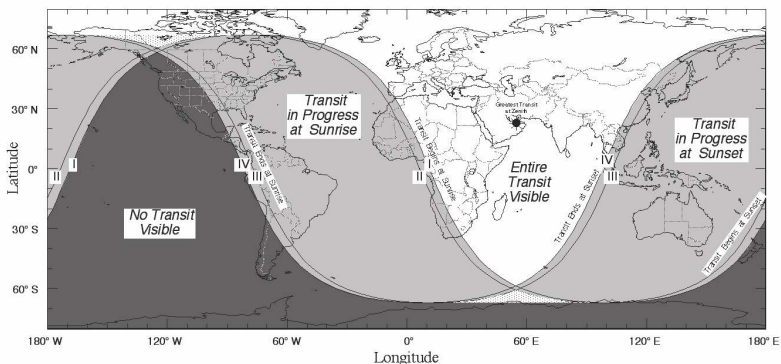 60° N
30° N
0°
30° S
60° S
Latitude
Transit
in Progress
at Sunrise
Greatest Transit
at Zenith
Transit
in Progress
at Sunset
Entire
Transit
Visible
No Transit
Visible
Transit Ends at Sunrise
Transit Begins at Sunrise
Transit Ends at Sunset
Transit Begins at Sunset
II
I
IV
III
II
I
IV
III
180° W
120° W
60° W
0°
60° E
120° E
180° E
Longitude